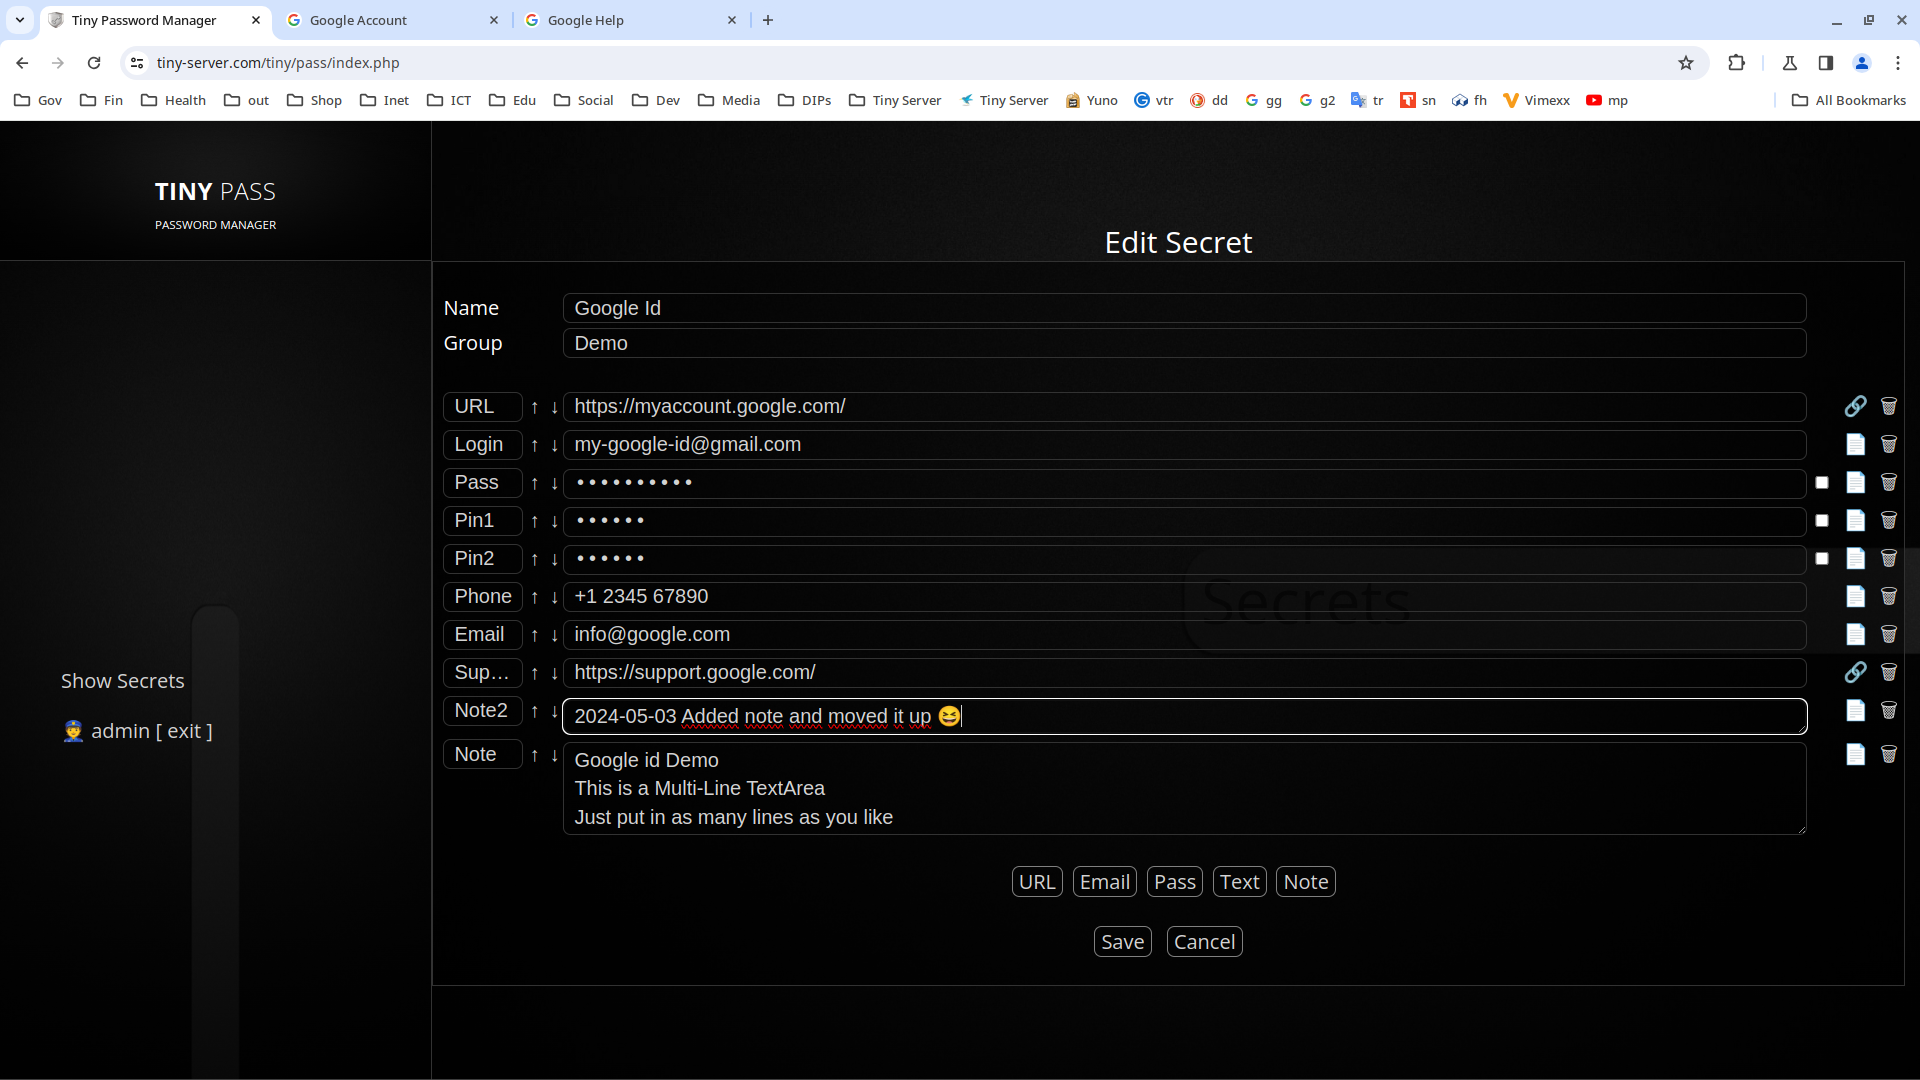 Tiny Password Manager
Google Account
Google Help
tiny-server.com/tiny/pass/index.php
Gov Fin Health out Shop Inet ICT Edu Social Dev Media DIPs Tiny Server Tiny Server Yuno vtr dd gg g2 tr sn fh Vimexx mp All Bookmarks
TINY PASS
PASSWORD MANAGER
Show Secrets
👮 admin [ exit ]
Edit Secret
Name Google Id
Group Demo
URL ↑ ↓ https://myaccount.google.com/
Login ↑ ↓ my-google-id@gmail.com
Pass ↑ ↓ ••••••••••
Pin1 ↑ ↓ ••••••
Pin2 ↑ ↓ ••••••
Phone ↑ ↓ +1 2345 67890
Secrets
Email ↑ ↓ info@google.com
Sup… ↑ ↓ https://support.google.com/
Note2 ↑ ↓ 2024-05-03 Added note and moved it up 😆
Note ↑ ↓ Google id Demo
This is a Multi-Line TextArea
Just put in as many lines as you like
URL Email Pass Text Note
Save Cancel